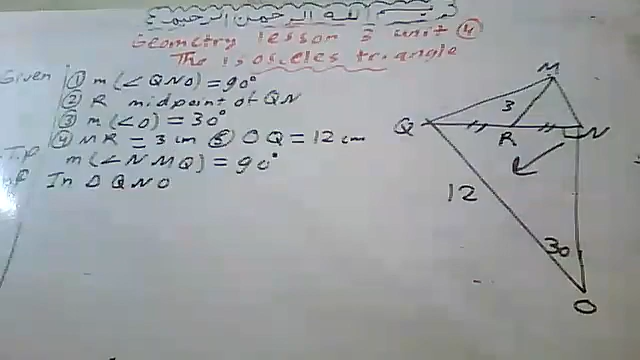 بسم الله الرحمن الرحيم
Geometry lesson 3 unit 4
The isosceles triangle
Given ① m(∠QNO) = 90°
② R midpoint of QN
③ m(∠O) = 30°
④ MR = 3 cm ⑤ OQ = 12 cm
m(∠NMQ) = 90°
In Δ QNO
M
3
Q
R
N
12
30
O